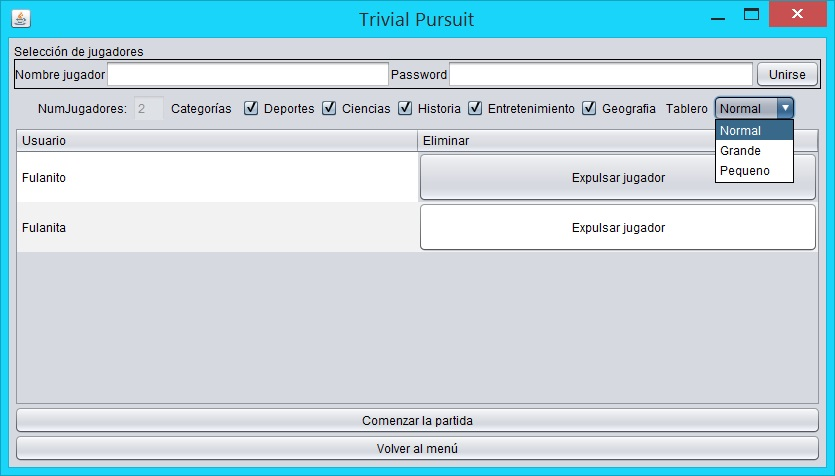 Trivial Pursuit
Selección de jugadores
Nombre jugador Password Unirse
NumJugadores: 2 Categorías Deportes Ciencias Historia Entretenimiento Geografia Tablero Normal
Normal
Grande
Pequeno
Usuario Eliminar
Fulanito Expulsar jugador
Fulanita Expulsar jugador
Comenzar la partida
Volver al menú